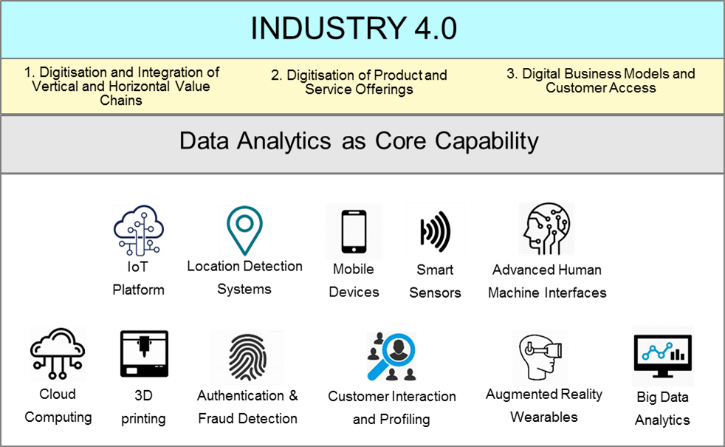 INDUSTRY 4.0
1. Digitisation and Integration of
Vertical and Horizontal Value
Chains
2. Digitisation of Product and
Service Offerings
3. Digital Business Models and
Customer Access
Data Analytics as Core Capability
IoT
Platform
Location Detection
Systems
Mobile
Devices
Smart
Sensors
Advanced Human
Machine Interfaces
Cloud
Computing
3D
printing
Authentication &
Fraud Detection
Customer Interaction
and Profiling
Augmented Reality
Wearables
Big Data
Analytics